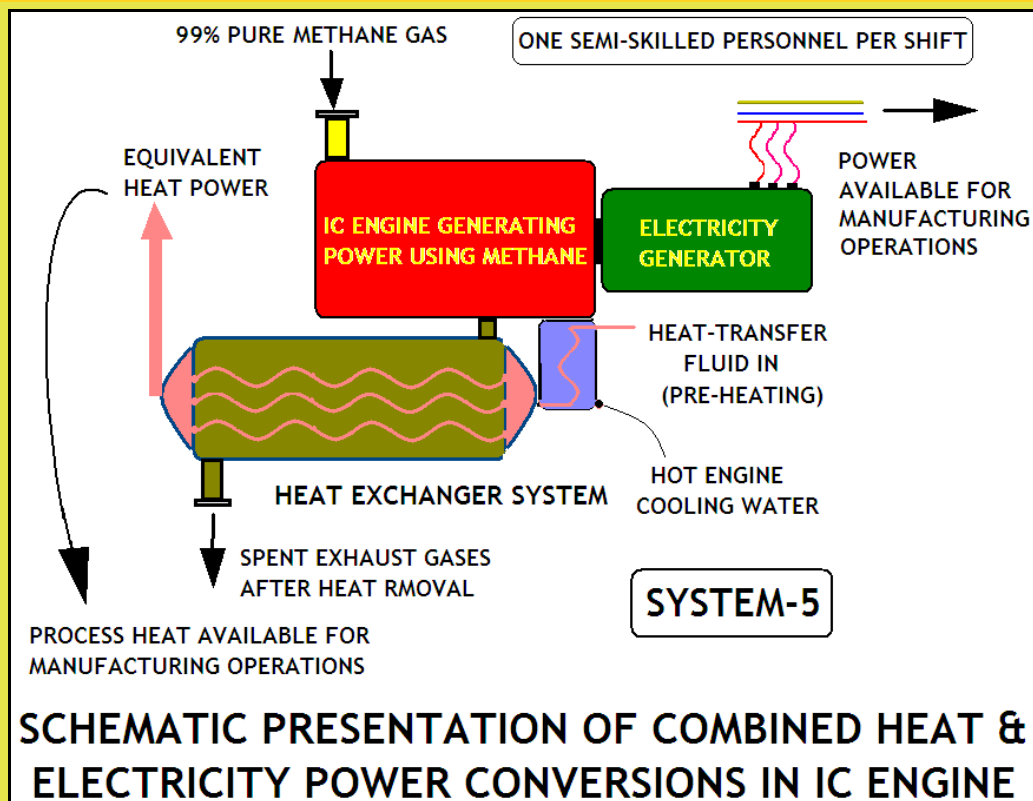 99% PURE METHANE GAS
ONE SEMI-SKILLED PERSONNEL PER SHIFT
EQUIVALENT
HEAT POWER
POWER
AVAILABLE FOR
MANUFACTURING
OPERATIONS
IC ENGINE GENERATING
POWER USING METHANE
ELECTRICITY
GENERATOR
HEAT-TRANSFER
FLUID IN
(PRE-HEATING)
HOT ENGINE
COOLING WATER
HEAT EXCHANGER SYSTEM
SPENT EXHAUST GASES
AFTER HEAT RMOVAL
SYSTEM-5
PROCESS HEAT AVAILABLE FOR
MANUFACTURING OPERATIONS
SCHEMATIC PRESENTATION OF COMBINED HEAT &
ELECTRICITY POWER CONVERSIONS IN IC ENGINE